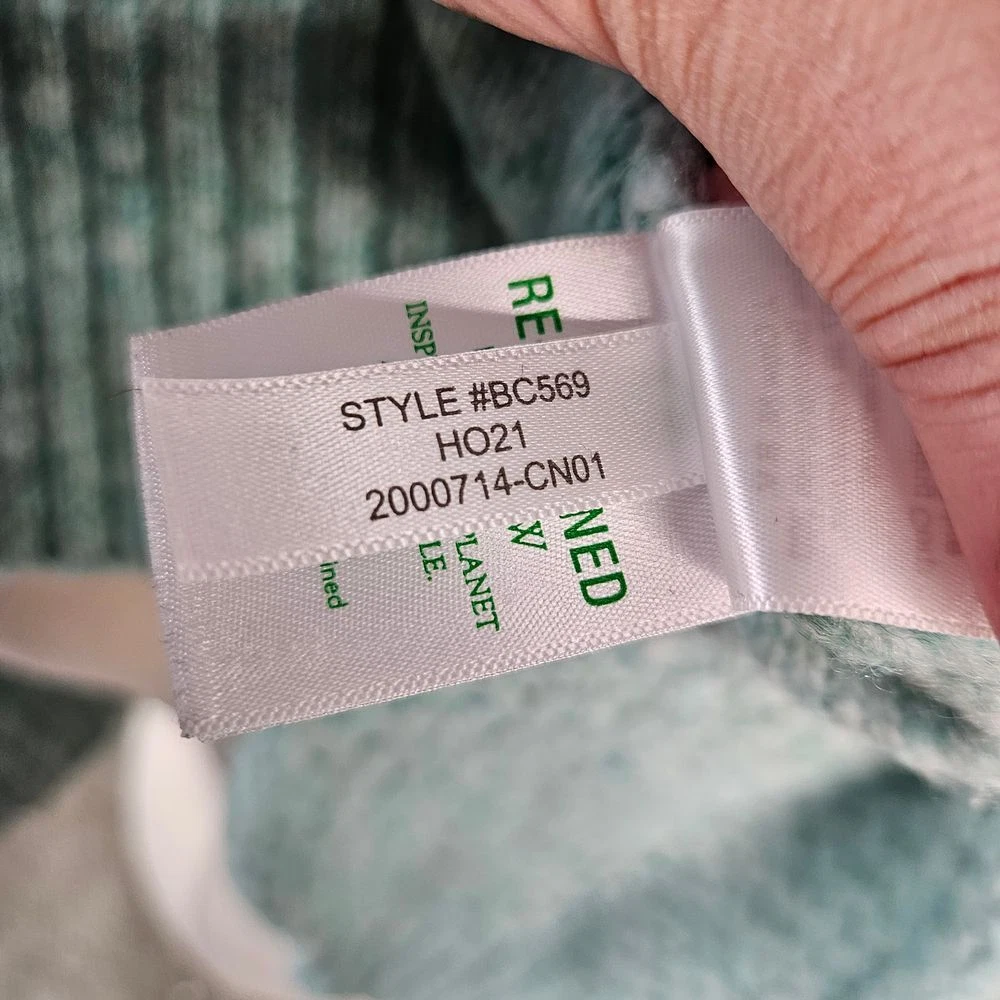 STYLE #BC569
HO21
2000714-CN01
RE
NED
INSP
W
LANET
LE.
ined